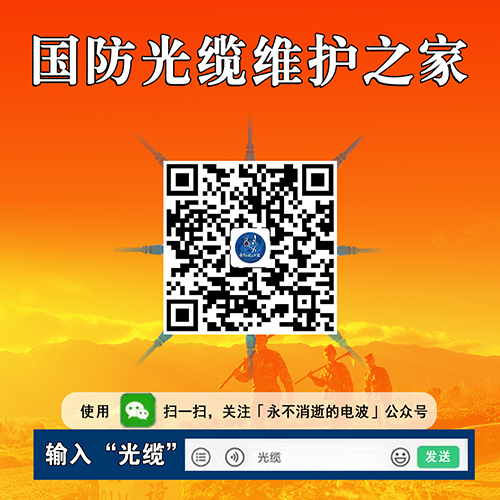 国防光缆维护之家
使用 扫一扫，关注「永不消逝的电波」公众号
输入“光缆” 光缆 发送